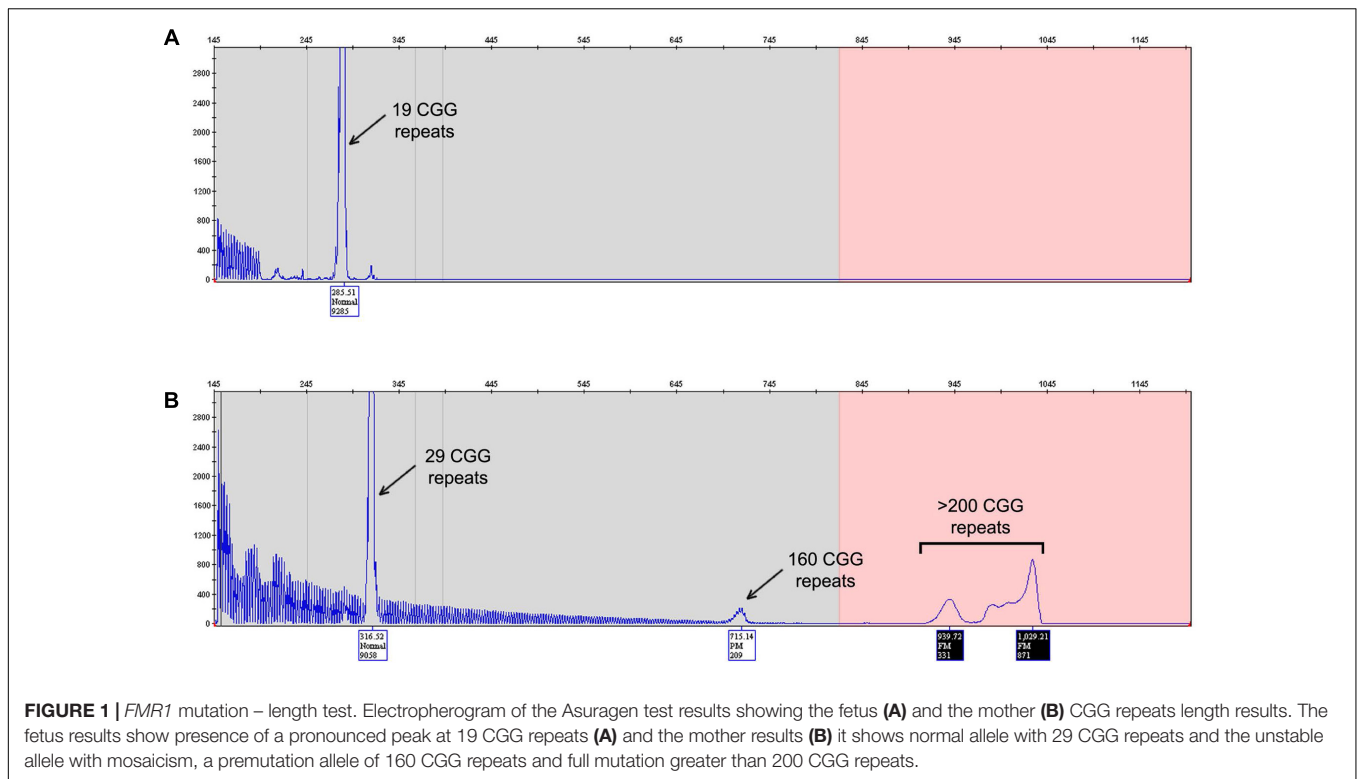 A
145 245 345 445 545 645 745 845 945 1045 1145
2800
2400
2000
1600
1200
800
400
0
19 CGG
repeats
285.51
Normal
9285
B
145 245 345 445 545 645 745 845 945 1045 1145
2800
2400
2000
1600
1200
800
400
0
29 CGG
repeats
160 CGG
repeats
>200 CGG
repeats
316.52
Normal
9058
715.14
PM
209
939.72
FM
331
1,029.21
FM
871
FIGURE 1 | FMR1 mutation – length test. Electropherogram of the Asuragen test results showing the fetus (A) and the mother (B) CGG repeats length results. The
fetus results show presence of a pronounced peak at 19 CGG repeats (A) and the mother results (B) it shows normal allele with 29 CGG repeats and the unstable
allele with mosaicism, a premutation allele of 160 CGG repeats and full mutation greater than 200 CGG repeats.